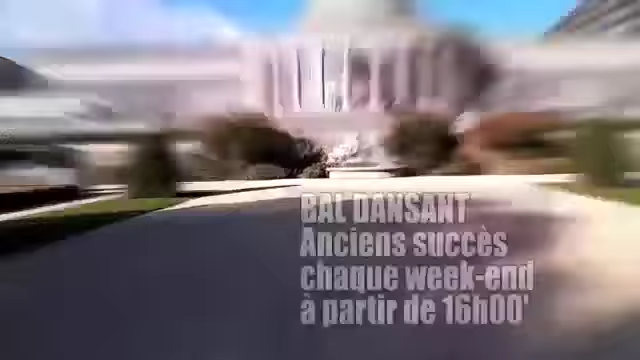 BAL DANSANT
Anciens succès
chaque week-end
à partir de 16h00'